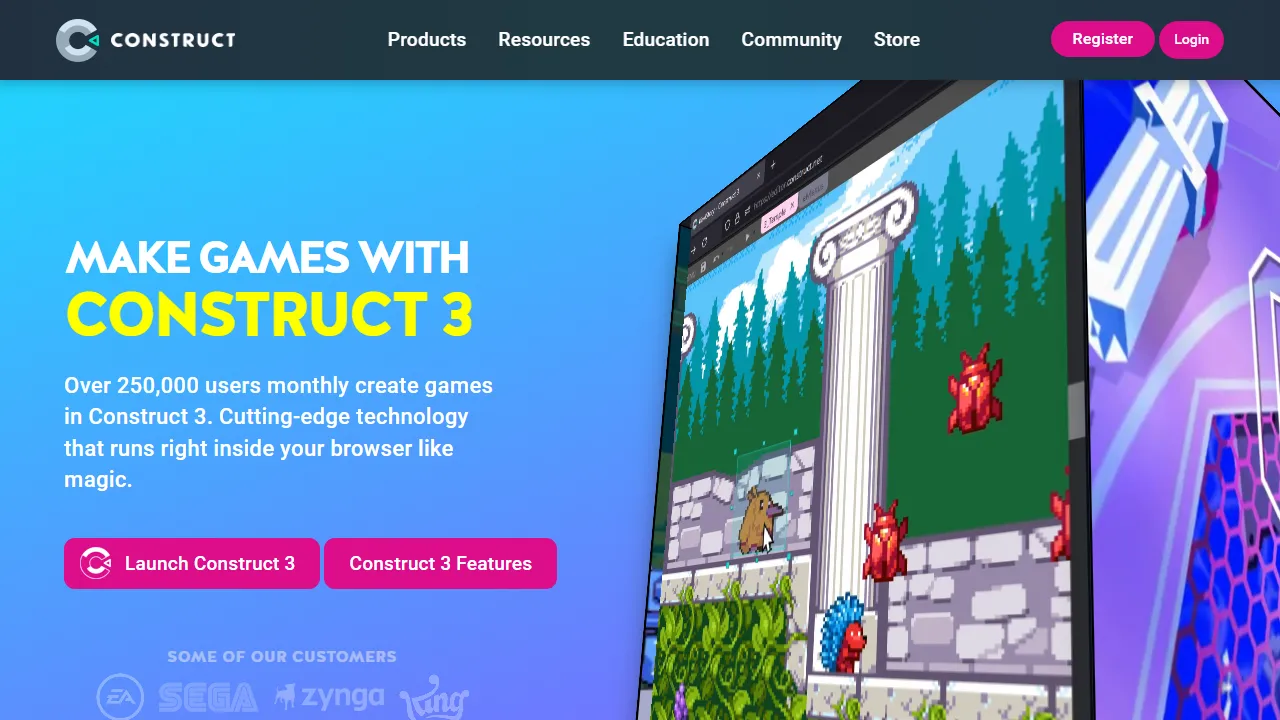 CONSTRUCT
Products Resources Education Community Store
Register Login
MAKE GAMES WITH
CONSTRUCT 3
Over 250,000 users monthly create games
in Construct 3. Cutting-edge technology
that runs right inside your browser like
magic.
Launch Construct 3
Construct 3 Features
SOME OF OUR CUSTOMERS
EA SEGA zynga King